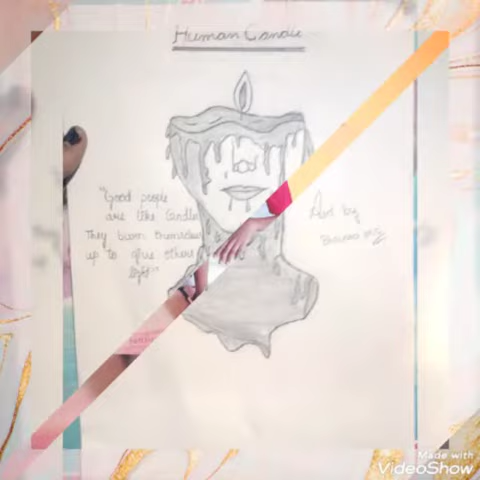 Human Candle
"Good people
are like Candle
They burn themselves
up to give others
light"
Art by
Made with
VideoShow